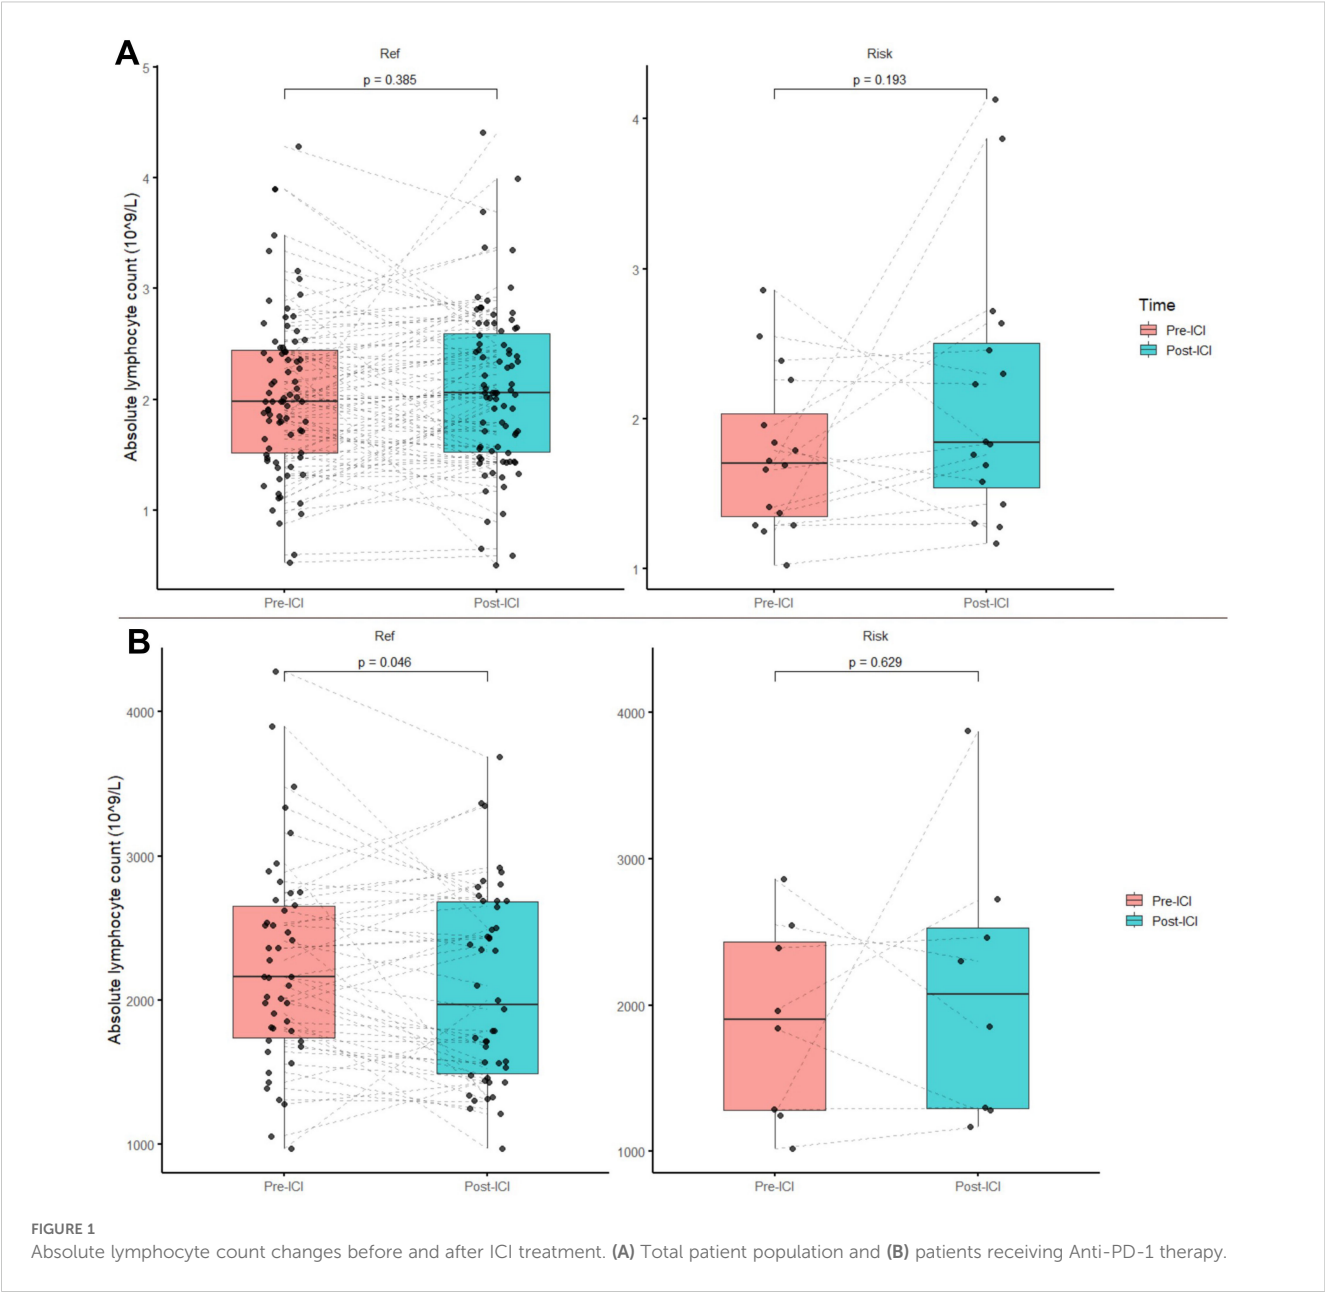 A
Ref
Risk
p = 0.385
p = 0.193
Absolute lymphocyte count (10^9/L)
5
4
3
2
1
4
3
2
1
Pre-ICI
Post-ICI
Pre-ICI
Post-ICI
Time
Pre-ICI
Post-ICI
B
Ref
Risk
p = 0.046
p = 0.629
Absolute lymphocyte count (10^9/L)
4000
3000
2000
1000
4000
3000
2000
1000
Pre-ICI
Post-ICI
Pre-ICI
Post-ICI
Pre-ICI
Post-ICI
FIGURE 1
Absolute lymphocyte count changes before and after ICI treatment. (A) Total patient population and (B) patients receiving Anti-PD-1 therapy.